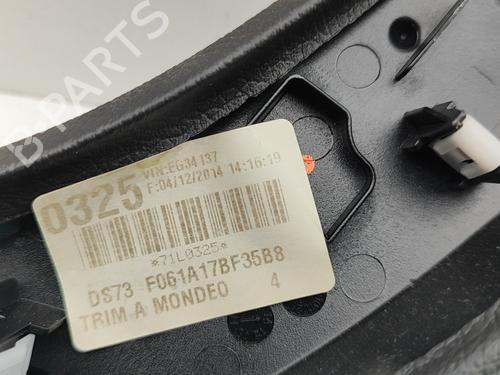 B-PARTS
0325
VIN:EG34137
F:04/12/2014 14:16:19
*71L0325*
DS73 F061A17BF35B8
TRIM A MONDEO 4